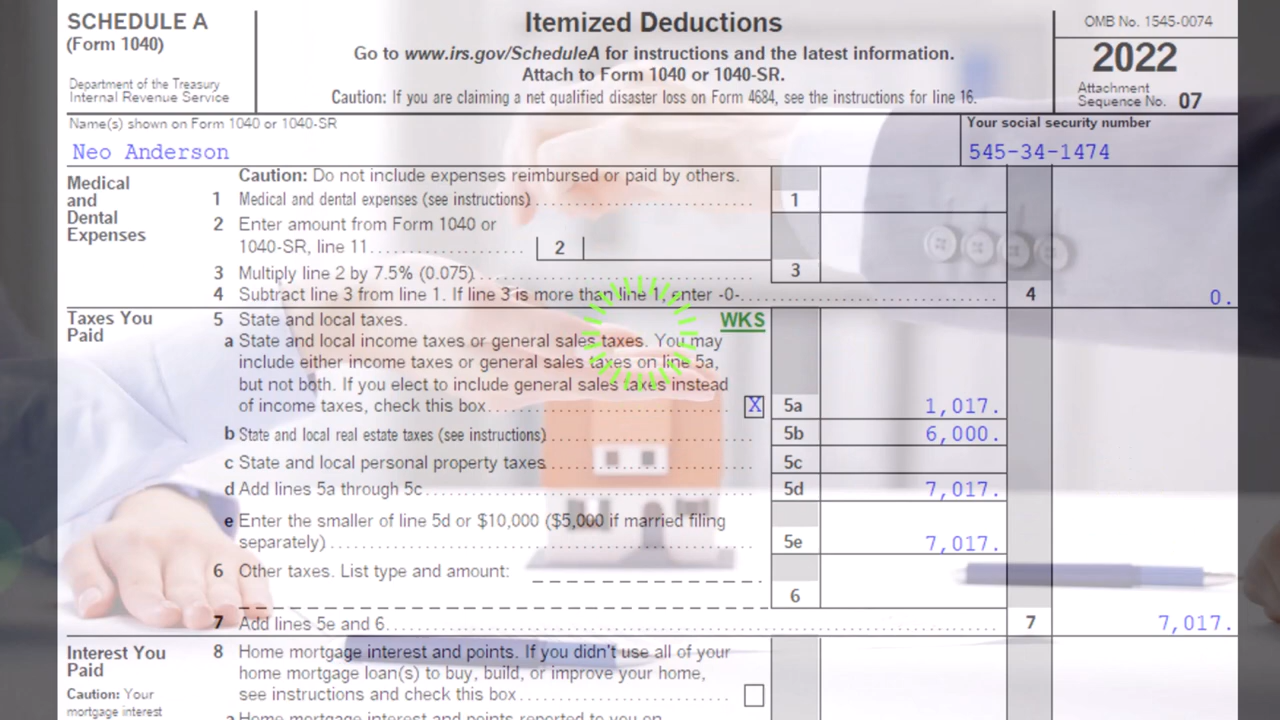 SCHEDULE A
(Form 1040)
Department of the Treasury
Internal Revenue Service
Itemized Deductions
Go to www.irs.gov/ScheduleA for instructions and the latest information.
Attach to Form 1040 or 1040-SR.
Caution: If you are claiming a net qualified disaster loss on Form 4684, see the instructions for line 16.
OMB No. 1545-0074
2022
Attachment
Sequence No. 07
Name(s) shown on Form 1040 or 1040-SR
Neo Anderson
Your social security number
545-34-1474
Medical
and
Dental
Expenses
Caution: Do not include expenses reimbursed or paid by others.
1 Medical and dental expenses (see instructions) 1
2 Enter amount from Form 1040 or
1040-SR, line 11 2
3 Multiply line 2 by 7.5% (0.075) 3
4 Subtract line 3 from line 1. If line 3 is more than line 1, enter -0- 4 0.
Taxes You
Paid
5 State and local taxes. WKS
a State and local income taxes or general sales taxes. You may
include either income taxes or general sales taxes on line 5a,
but not both. If you elect to include general sales taxes instead
of income taxes, check this box X 5a 1,017.
b State and local real estate taxes (see instructions) 5b 6,000.
c State and local personal property taxes 5c
d Add lines 5a through 5c 5d 7,017.
e Enter the smaller of line 5d or $10,000 ($5,000 if married filing
separately) 5e 7,017.
6 Other taxes. List type and amount:
6
7 Add lines 5e and 6 7 7,017.
Interest You
Paid
Caution: Your
mortgage interest
8 Home mortgage interest and points. If you didn't use all of your
home mortgage loan(s) to buy, build, or improve your home,
see instructions and check this box
a Home mortgage interest and points reported to you on